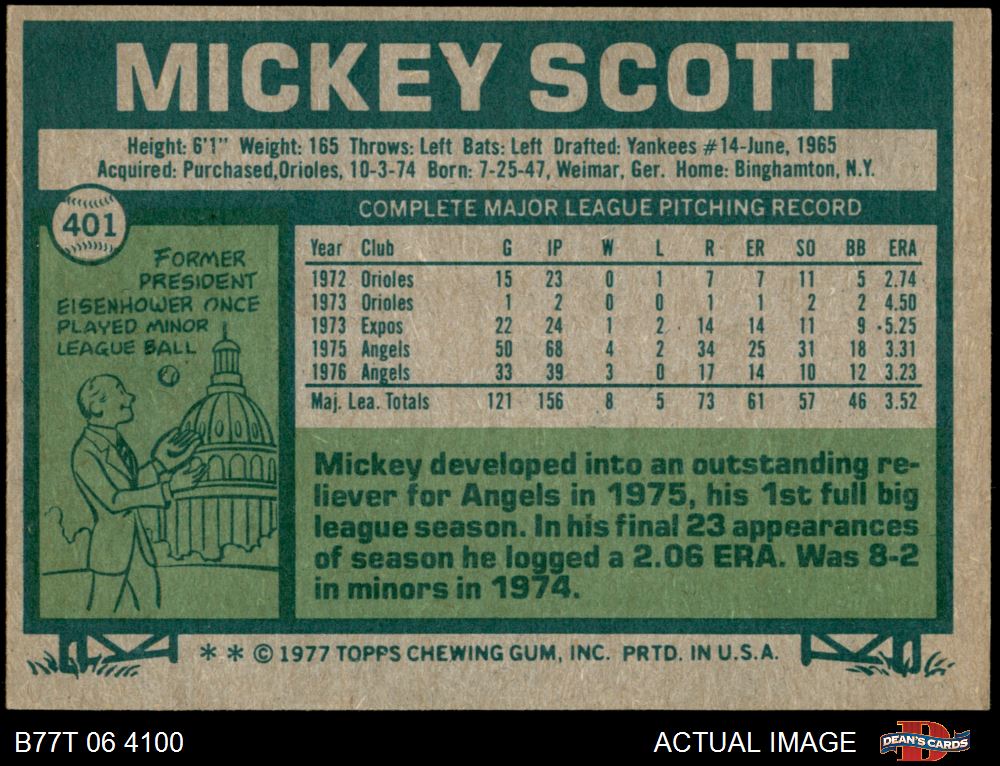 MICKEY SCOTT
Height: 6'1" Weight: 165 Throws: Left Bats: Left Drafted: Yankees #14-June, 1965
Acquired: Purchased,Orioles, 10-3-74 Born: 7-25-47, Weimar, Ger. Home: Binghamton, N.Y.
401
FORMER
PRESIDENT
EISENHOWER ONCE
PLAYED MINOR
LEAGUE BALL
COMPLETE MAJOR LEAGUE PITCHING RECORD
Year Club G IP W L R ER SO BB ERA
1972 Orioles 15 23 0 1 7 7 11 5 2.74
1973 Orioles 1 2 0 0 1 1 2 2 4.50
1973 Expos 22 24 1 2 14 14 11 9 5.25
1975 Angels 50 68 4 2 34 25 31 18 3.31
1976 Angels 33 39 3 0 17 14 10 12 3.23
Maj. Lea. Totals 121 156 8 5 73 61 57 46 3.52
Mickey developed into an outstanding re-
liever for Angels in 1975, his 1st full big
league season. In his final 23 appearances
of season he logged a 2.06 ERA. Was 8-2
in minors in 1974.
* * © 1977 TOPPS CHEWING GUM, INC. PRTD. IN U.S.A.
B77T 06 4100
ACTUAL IMAGE
D
DEAN'S CARDS